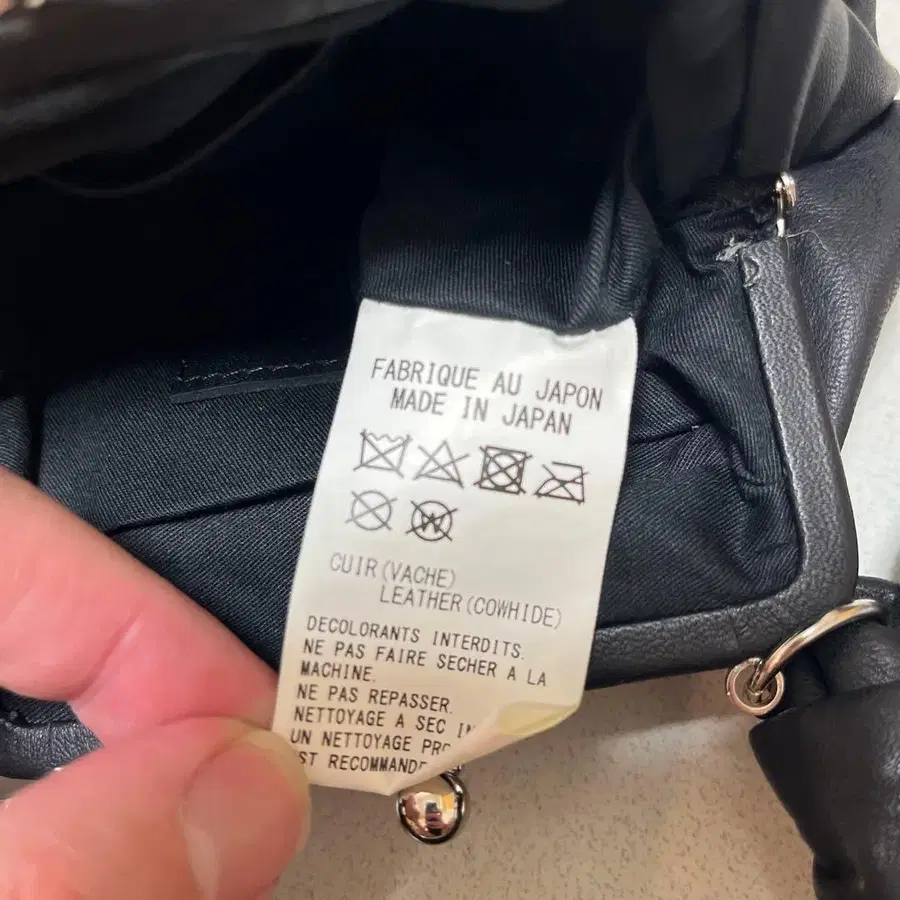 FABRIQUE AU JAPON
MADE IN JAPAN
W
CUIR(VACHE)
LEATHER(COWHIDE)
DECOLORANTS INTERDITS.
NE PAS FAIRE SECHER A LA
MACHINE.
NE PAS REPASSER.
NETTOYAGE A SEC
UN NETTOYAGE